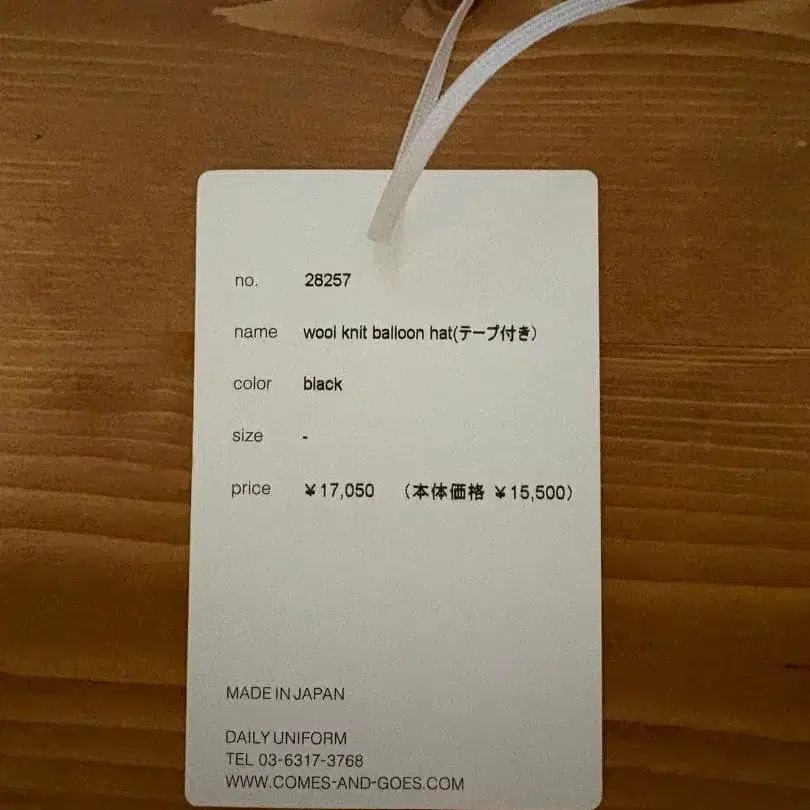 no. 28257
name wool knit balloon hat(テープ付き)
color black
size -
price ¥17,050 (本体価格 ¥15,500)
MADE IN JAPAN
DAILY UNIFORM
TEL 03-6317-3768
WWW.COMES-AND-GOES.COM